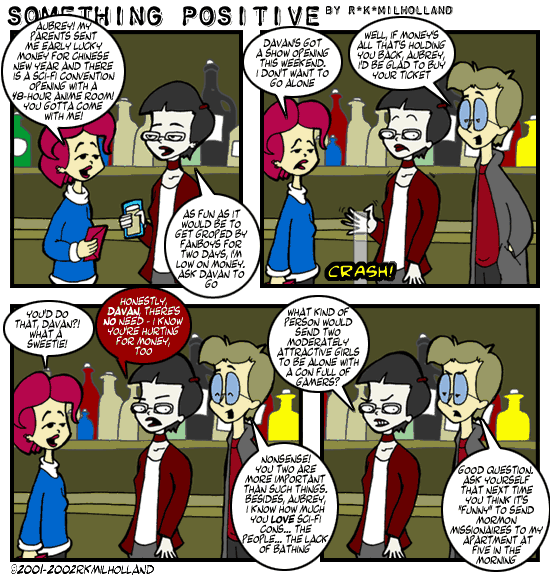 SOMETHING POSITIVE BY R*K*MILHOLLAND
AUBREY! MY
PARENTS SENT
ME EARLY LUCKY
MONEY FOR CHINESE
NEW YEAR AND THERE
IS A SCI-FI CONVENTION
OPENING WITH A
48-HOUR ANIME ROOM!
YOU GOTTA COME
WITH ME!
AS FUN AS IT
WOULD BE TO
GET GROPED BY
FANBOYS FOR
TWO DAYS, I'M
LOW ON MONEY.
ASK DAVAN TO
GO
DAVAN'S GOT
A SHOW OPENING
THIS WEEKEND.
I DON'T WANT TO
GO ALONE
WELL, IF MONEY'S
ALL THAT'S HOLDING
YOU BACK, AUBREY,
I'D BE GLAD TO BUY
YOUR TICKET
CRASH!
YOU'D DO
THAT, DAVAN?!
WHAT A
SWEETIE!
HONESTLY,
DAVAN, THERE'S
NO NEED - I KNOW
YOU'RE HURTING
FOR MONEY,
TOO
NONSENSE!
YOU TWO ARE
MORE IMPORTANT
THAN SUCH THINGS.
BESIDES, AUBREY,
I KNOW HOW MUCH
YOU LOVE SCI-FI
CONS... THE
PEOPLE... THE LACK
OF BATHING
WHAT KIND OF
PERSON WOULD
SEND TWO
MODERATELY
ATTRACTIVE GIRLS
TO BE ALONE WITH
A CON FULL OF
GAMERS?
GOOD QUESTION.
ASK YOURSELF
THAT NEXT TIME
YOU THINK IT'S
"FUNNY" TO SEND
MORMON
MISSIONARIES TO MY
APARTMENT AT
FIVE IN THE
MORNING
©2001-2002RKMILHOLLAND